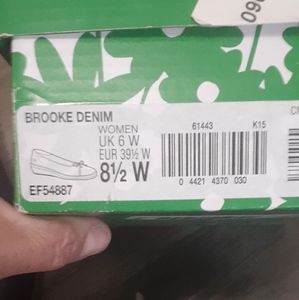 BROOKE DENIM
WOMEN
UK 6 W
EUR 39½ W
8½ W
EF54887
61443 K15
0 4421 4370 030